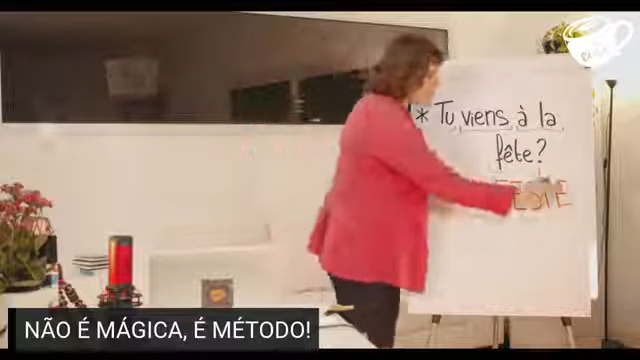 * Tu viens à la
fête?
NÃO É MÁGICA, É MÉTODO!